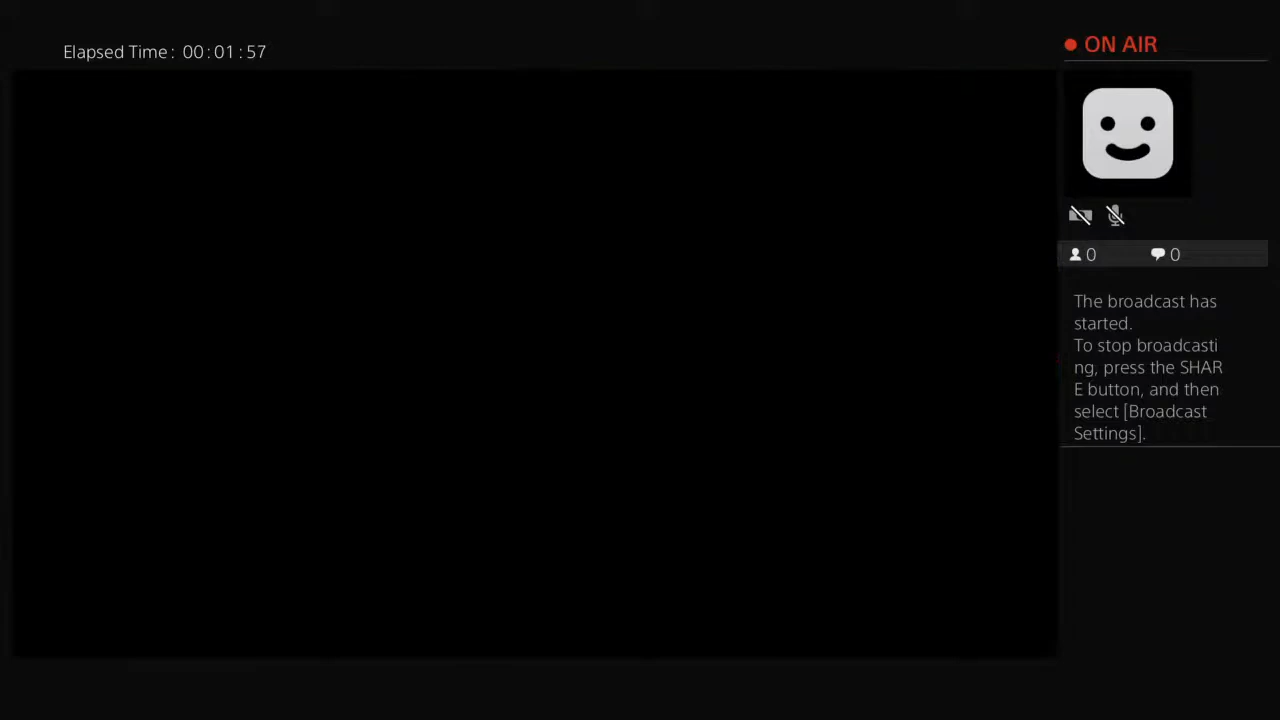 Elapsed Time: 00:01:57
ON AIR
0 0
The broadcast has
started.
To stop broadcasti
ng, press the SHAR
E button, and then
select [Broadcast
Settings].